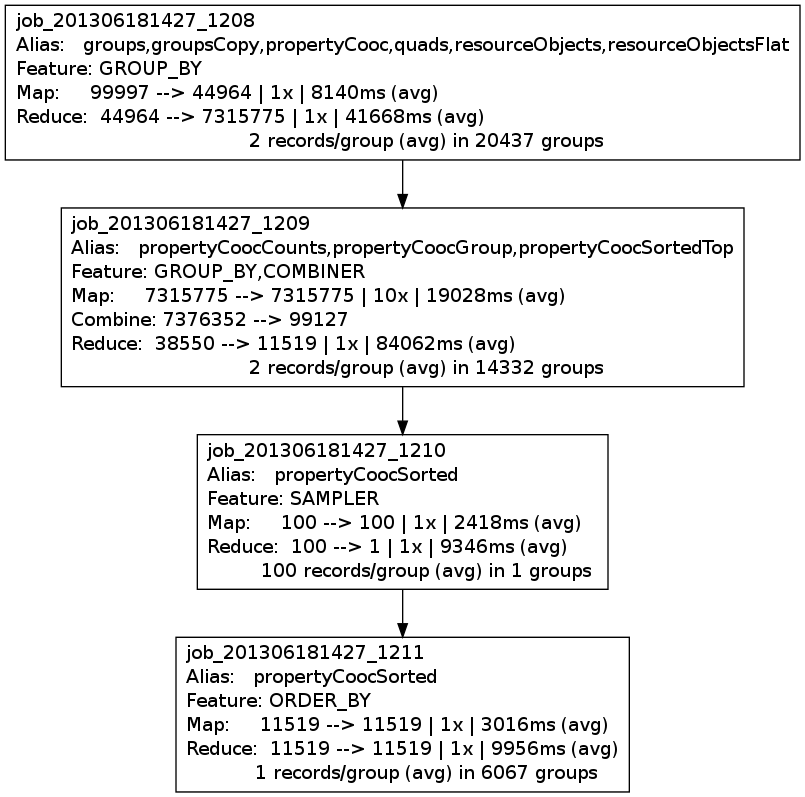 job_201306181427_1208
Alias: groups,groupsCopy,propertyCooc,quads,resourceObjects,resourceObjectsFlat
Feature: GROUP_BY
Map: 99997 --> 44964 | 1x | 8140ms (avg)
Reduce: 44964 --> 7315775 | 1x | 41668ms (avg)
2 records/group (avg) in 20437 groups
job_201306181427_1209
Alias: propertyCoocCounts,propertyCoocGroup,propertyCoocSortedTop
Feature: GROUP_BY,COMBINER
Map: 7315775 --> 7315775 | 10x | 19028ms (avg)
Combine: 7376352 --> 99127
Reduce: 38550 --> 11519 | 1x | 84062ms (avg)
2 records/group (avg) in 14332 groups
job_201306181427_1210
Alias: propertyCoocSorted
Feature: SAMPLER
Map: 100 --> 100 | 1x | 2418ms (avg)
Reduce: 100 --> 1 | 1x | 9346ms (avg)
100 records/group (avg) in 1 groups
job_201306181427_1211
Alias: propertyCoocSorted
Feature: ORDER_BY
Map: 11519 --> 11519 | 1x | 3016ms (avg)
Reduce: 11519 --> 11519 | 1x | 9956ms (avg)
1 records/group (avg) in 6067 groups